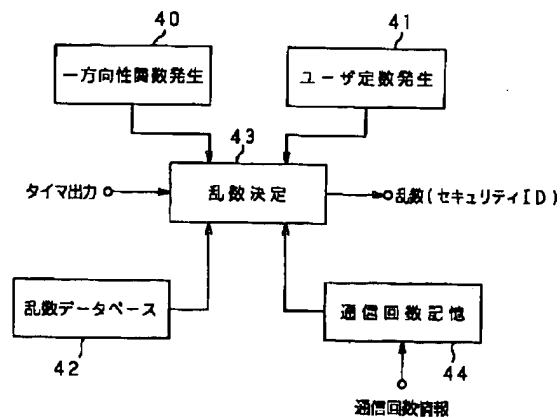 40
41
一方向性関数発生
ユーザ定数発生
43
タイマ出力
乱数決定
乱数(セキュリティID)
乱数データベース
通信回数記憶
42
44
通信回数情報